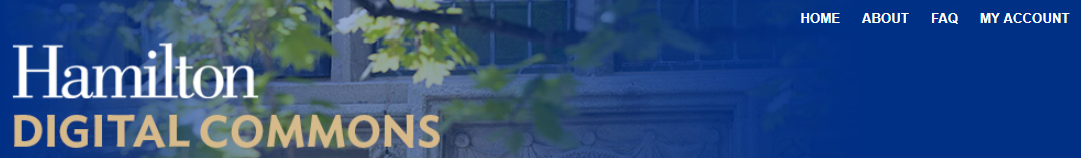 HOME ABOUT FAQ MY ACCOUNT
Hamilton
DIGITAL COMMONS